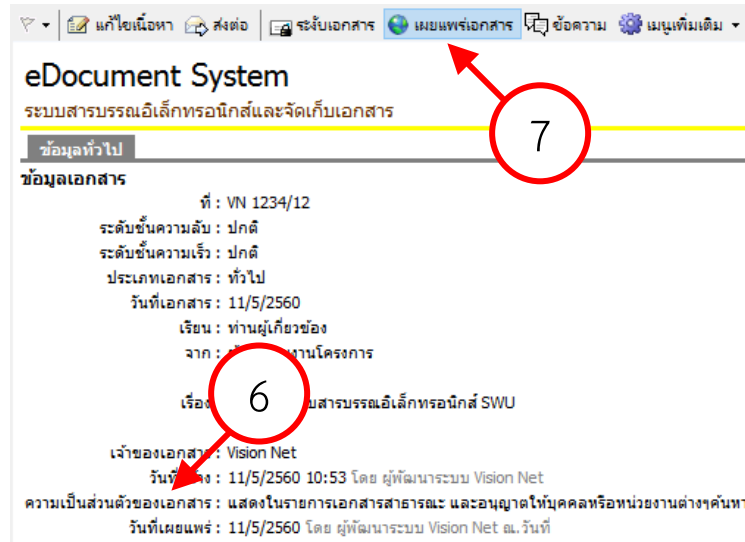 แก้ไขเนื้อหา ส่งต่อ ระงับเอกสาร เผยแพร่เอกสาร ข้อความ เมนูเพิ่มเติม
eDocument System
ระบบสารบรรณอิเล็กทรอนิกส์และจัดเก็บเอกสาร
7
ข้อมูลทั่วไป
ข้อมูลเอกสาร
ที่ : VN 1234/12
ระดับชั้นความลับ : ปกติ
ระดับชั้นความเร็ว : ปกติ
ประเภทเอกสาร : ทั่วไป
วันที่เอกสาร : 11/5/2560
เรียน : ท่านผู้เกี่ยวข้อง
จาก : งานโครงการ
6
เรื่อง สารบรรณอิเล็กทรอนิกส์ SWU
เจ้าของเอกสาร : Vision Net
วันที่ : 11/5/2560 10:53 โดย ผู้พัฒนาระบบ Vision Net
ความเป็นส่วนตัวของเอกสาร : แสดงในรายการเอกสารสาธารณะ และอนุญาตให้บุคคลหรือหน่วยงานต่างๆค้นหา
วันที่เผยแพร่ : 11/5/2560 โดย ผู้พัฒนาระบบ Vision Net ณ.วันที่